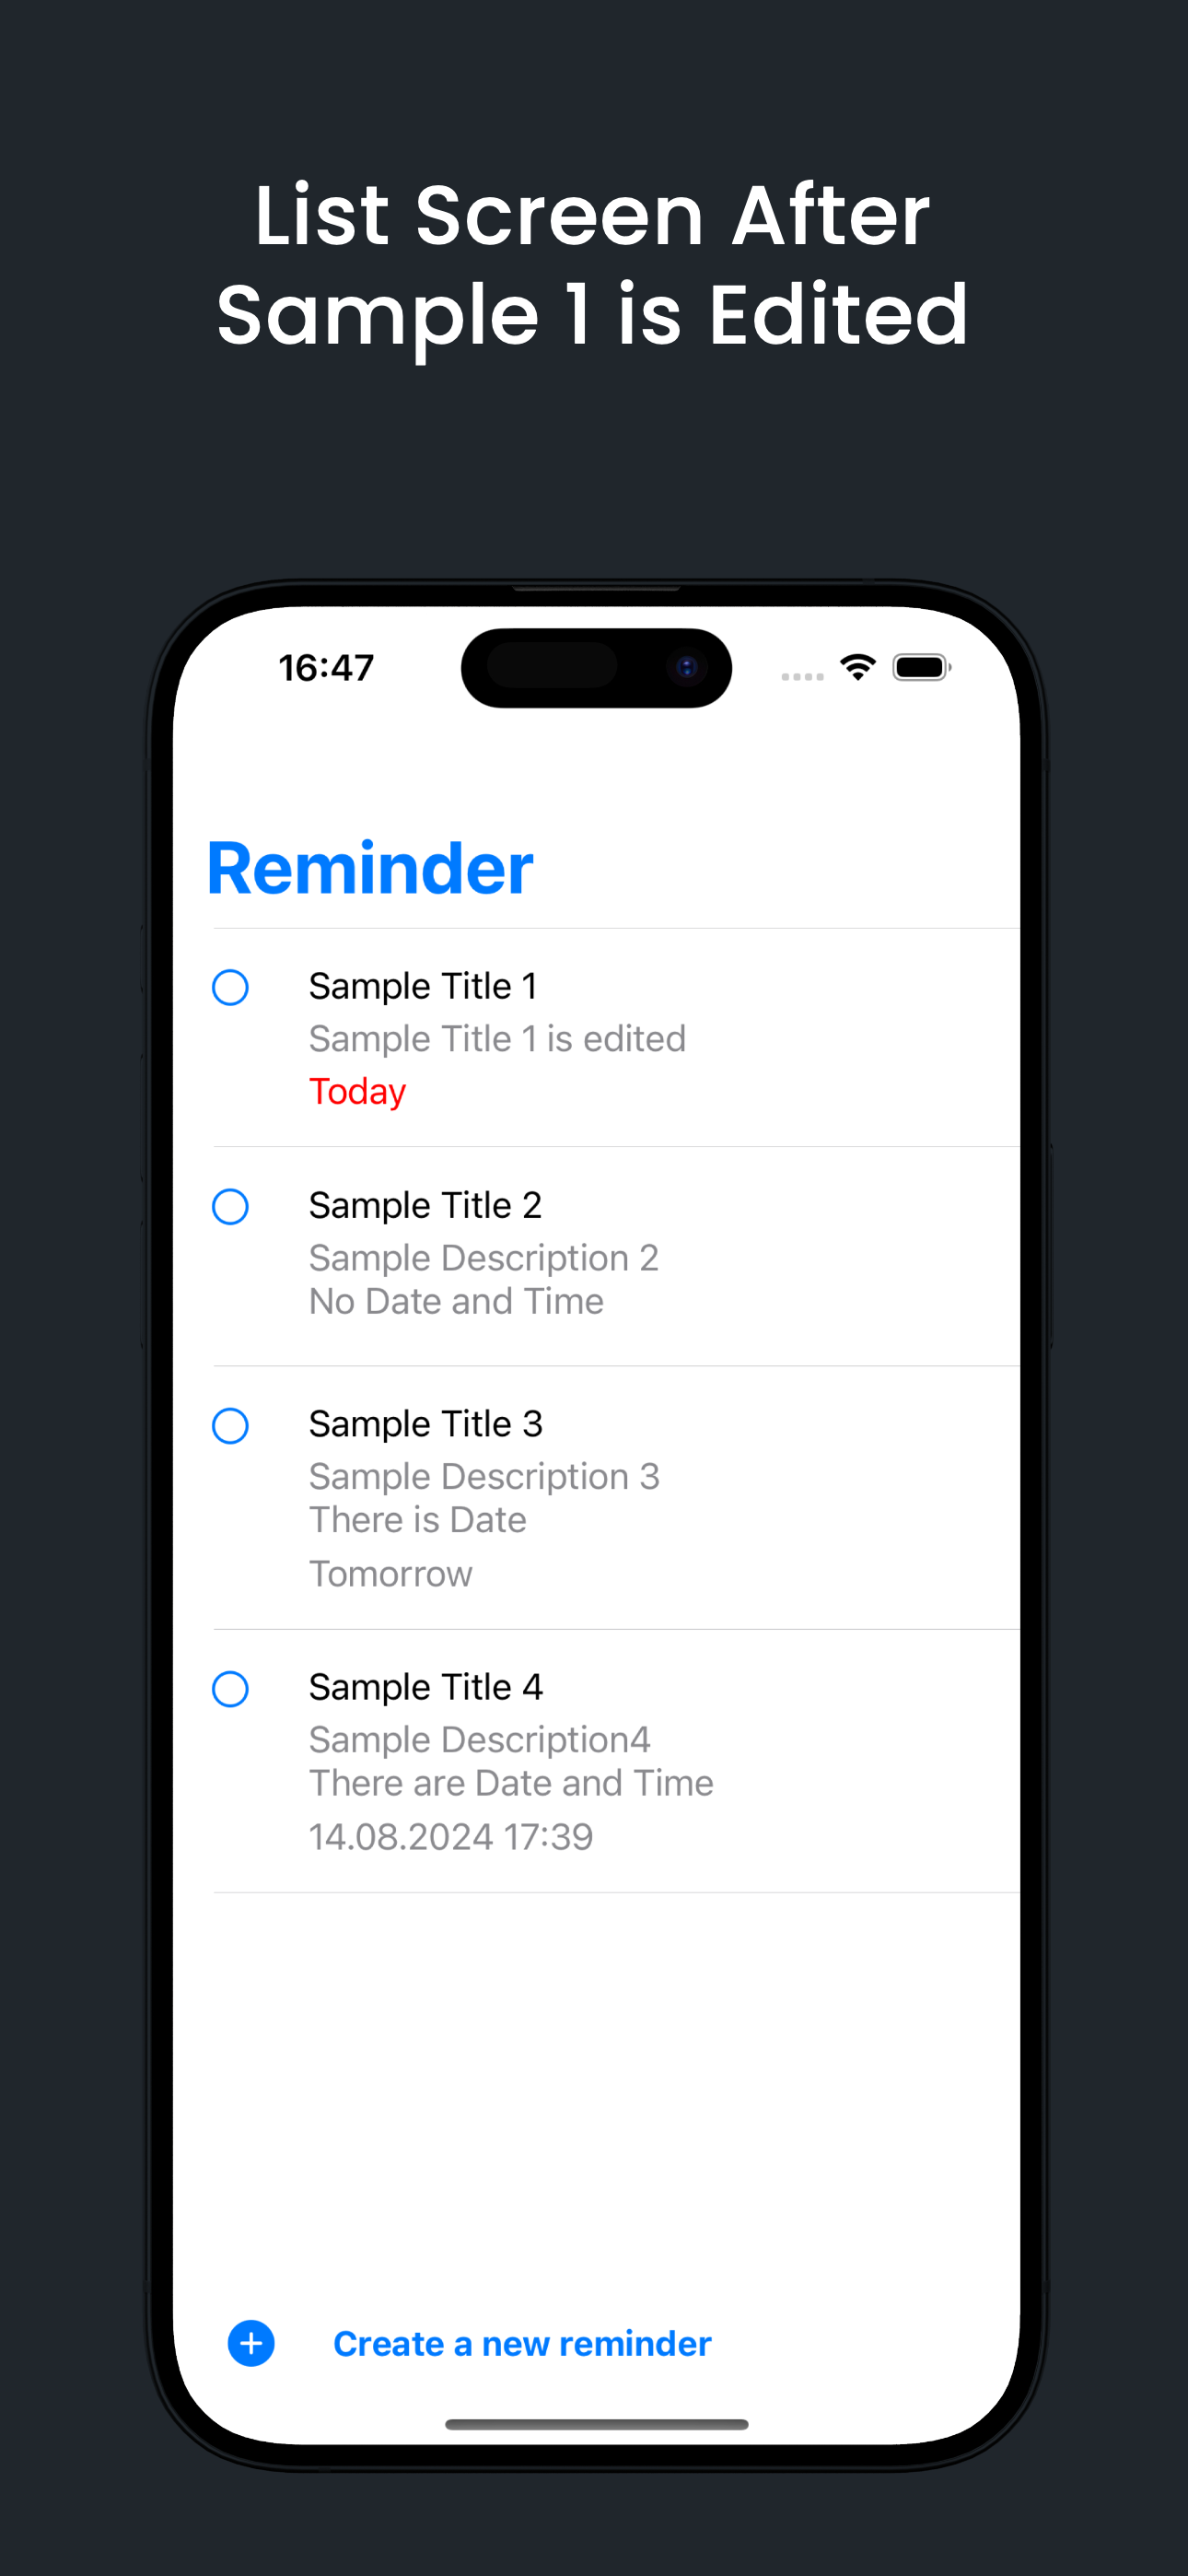 List Screen After
Sample 1 is Edited
16:47
Reminder
Sample Title 1
Sample Title 1 is edited
Today
Sample Title 2
Sample Description 2
No Date and Time
Sample Title 3
Sample Description 3
There is Date
Tomorrow
Sample Title 4
Sample Description4
There are Date and Time
14.08.2024 17:39
Create a new reminder